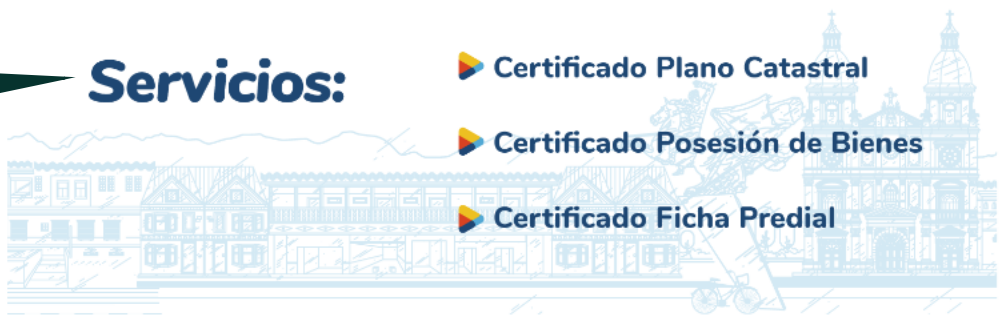 Servicios:
Certificado Plano Catastral
Certificado Posesión de Bienes
Certificado Ficha Predial